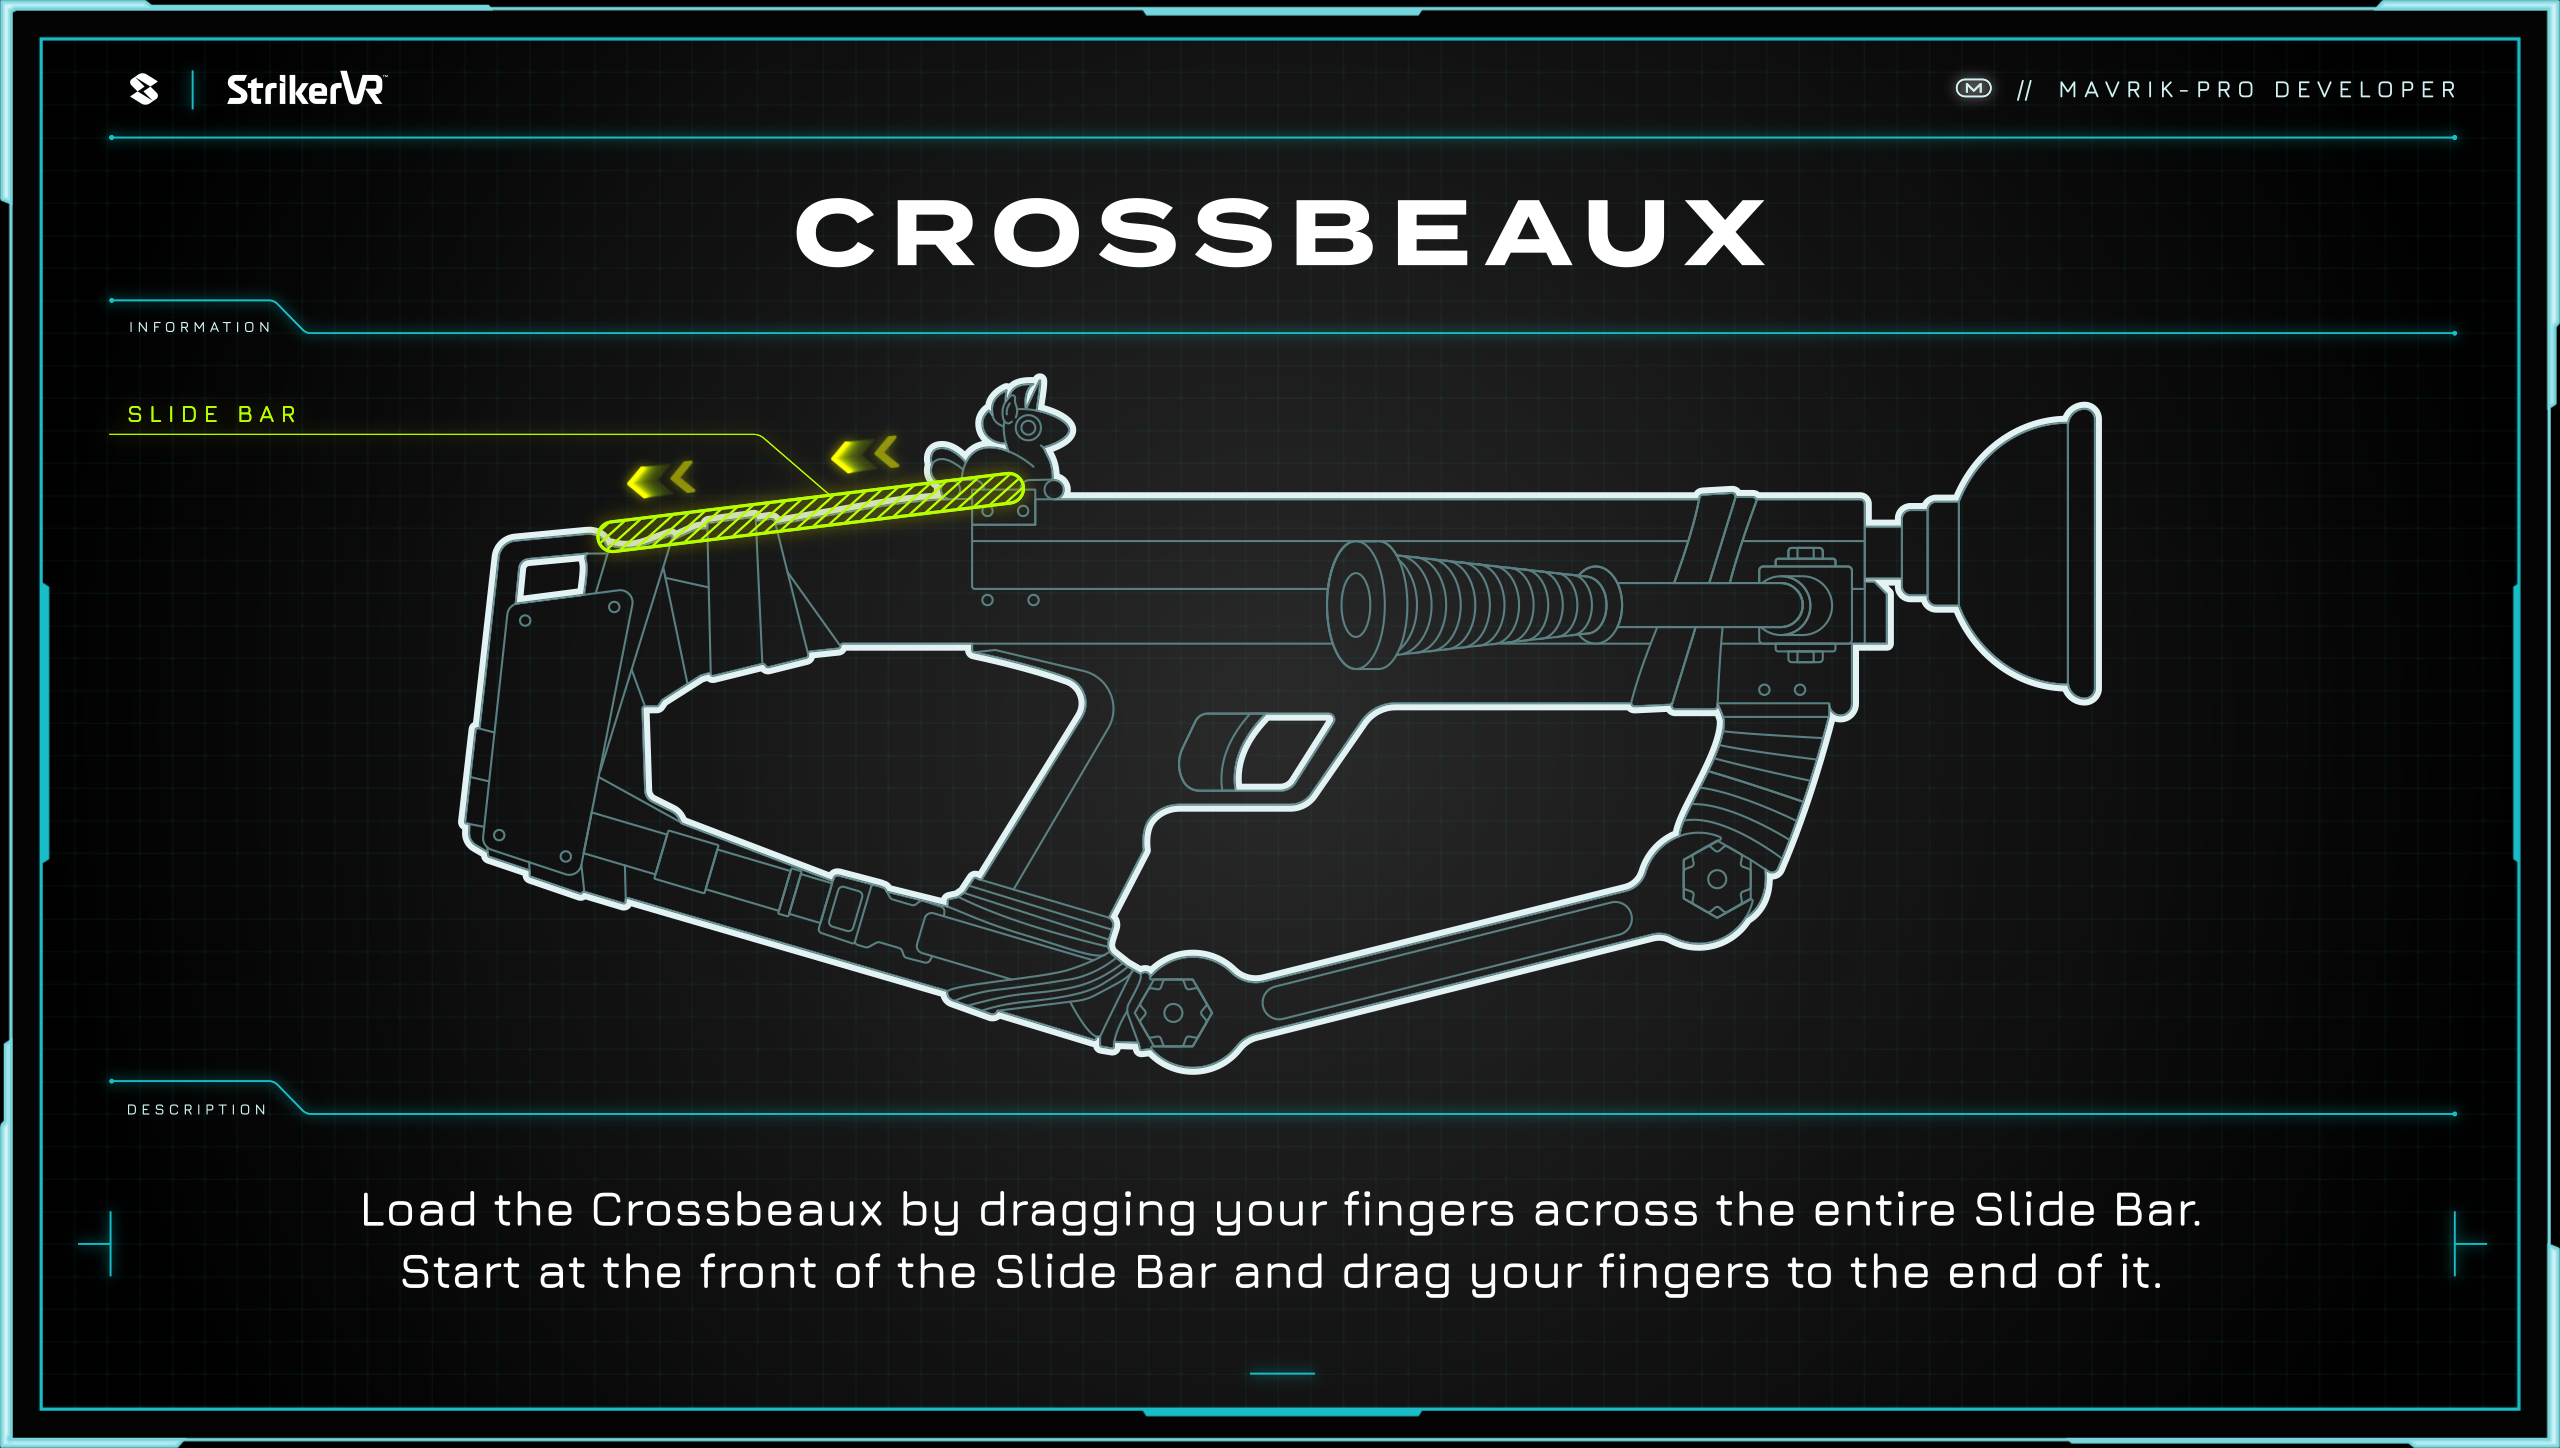 StrikerVR™
M // MAVRIK-PRO DEVELOPER
CROSSBEAUX
INFORMATION
SLIDE BAR
DESCRIPTION
Load the Crossbeaux by dragging your fingers across the entire Slide Bar.
Start at the front of the Slide Bar and drag your fingers to the end of it.